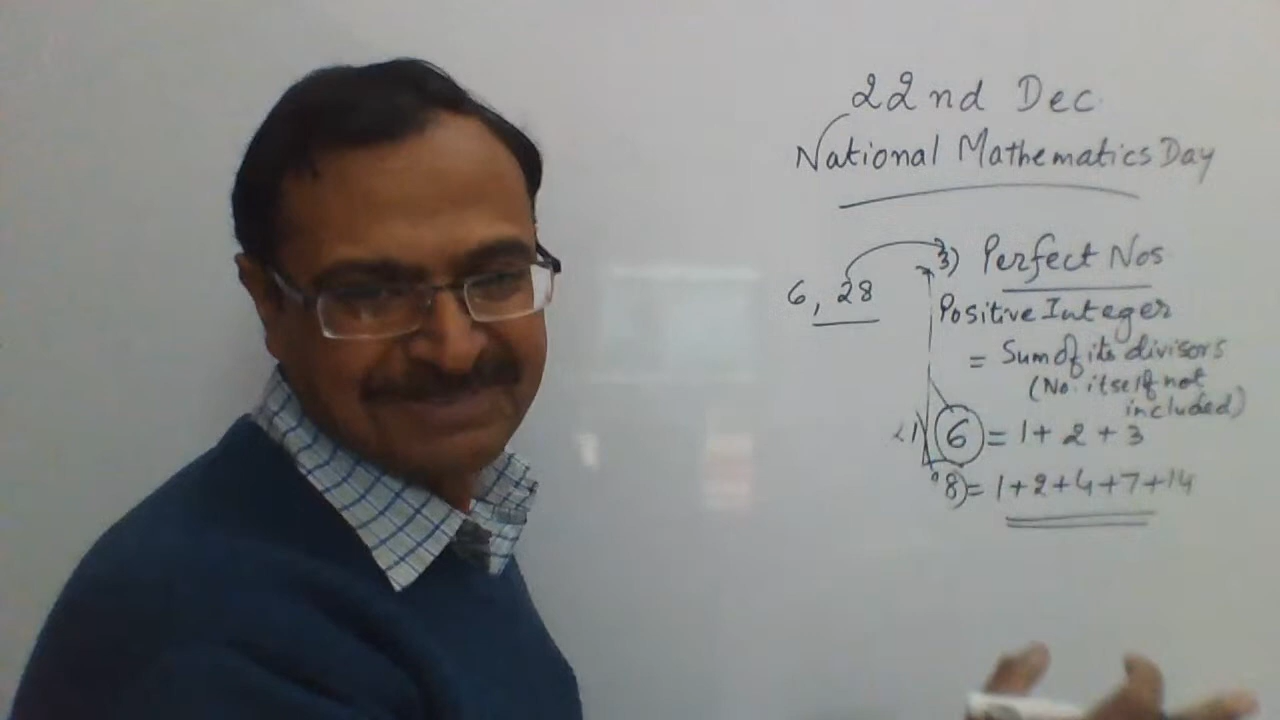 22nd Dec
National Mathematics Day
3) Perfect Nos
6, 28
Positive Integer
= Sum of its divisors
(No. itself not
included)
6 = 1 + 2 + 3
8) = 1+2+4+7+14